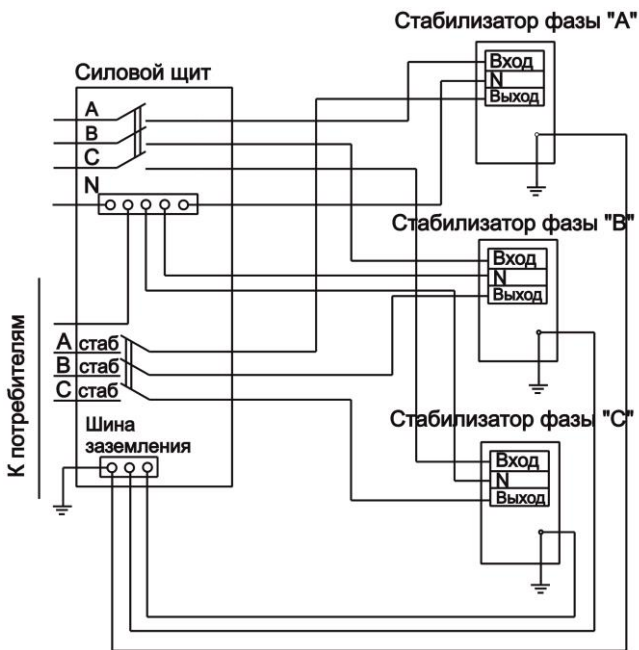 Стабилизатор фазы "A"
Силовой щит
Вход
N
Выход
A
B
C
N
Стабилизатор фазы "B"
Вход
N
Выход
К потребителям
A стаб
B стаб
C стаб
Стабилизатор фазы "C"
Шина
заземления
Вход
N
Выход